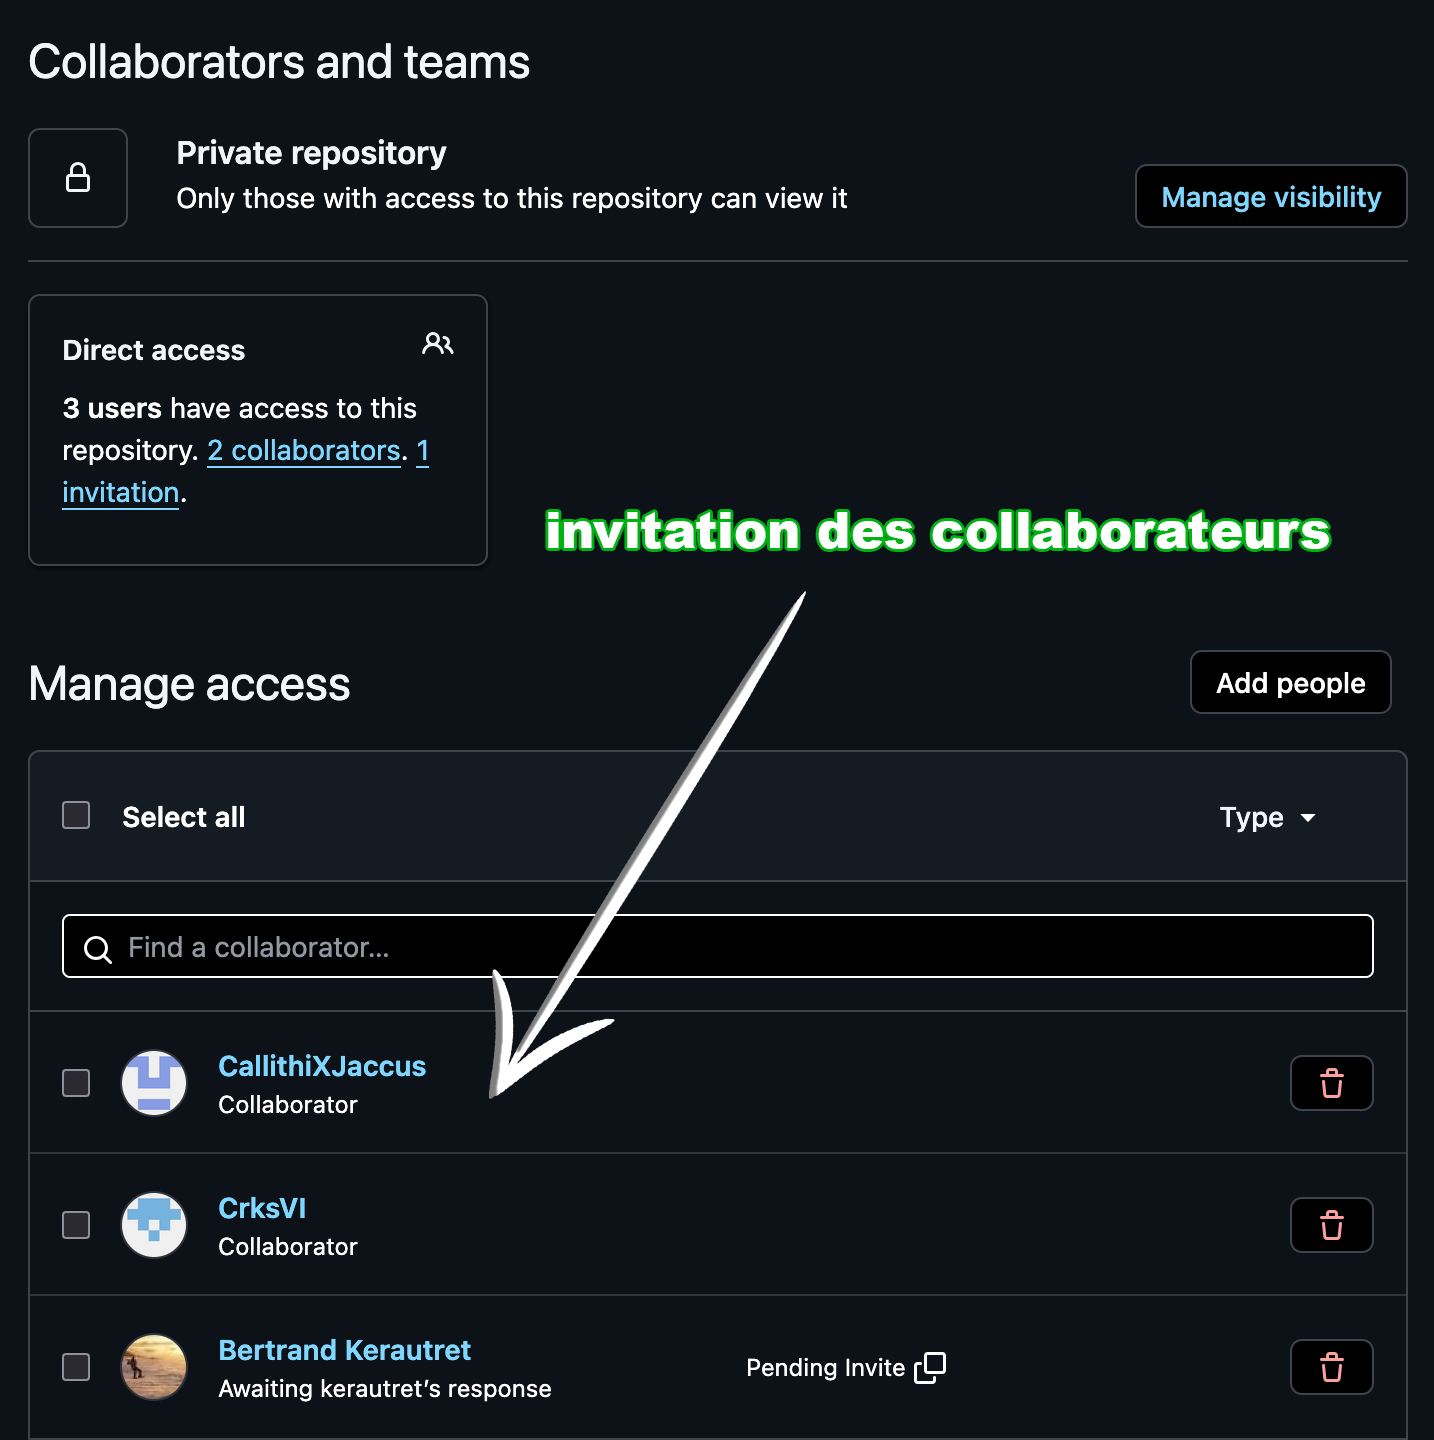 Collaborators and teams
Private repository
Only those with access to this repository can view it
Manage visibility
Direct access
3 users have access to this
repository. 2 collaborators. 1
invitation.
invitation des collaborateurs
Manage access
Add people
Select all
Type
Find a collaborator...
CallithiXJaccus
Collaborator
CrksVI
Collaborator
Bertrand Kerautret
Awaiting kerautret’s response
Pending Invite